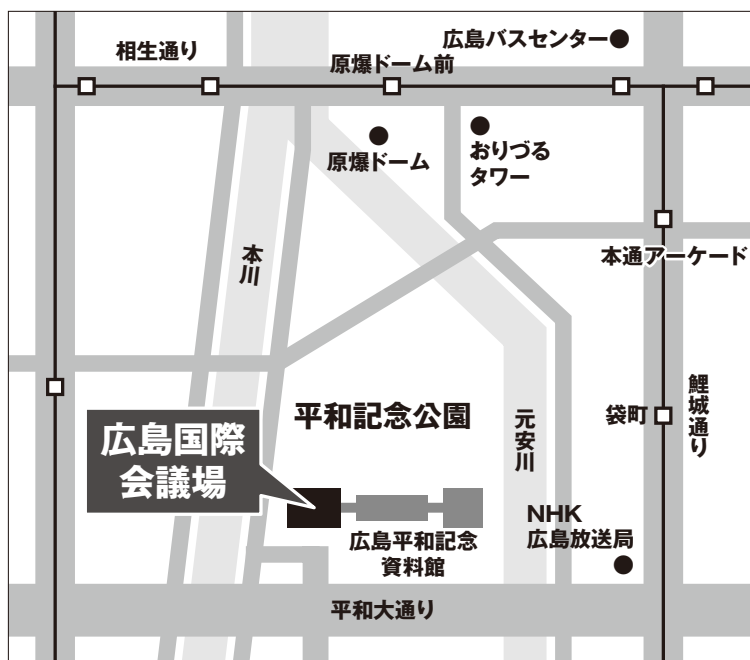 広島バスセンター
相生通り
原爆ドーム前
原爆ドーム
おりづる
タワー
本川
本通アーケード
平和記念公園
元安川
袋町
鯉城通り
広島国際
会議場
NHK
広島放送局
広島平和記念
資料館
平和大通り